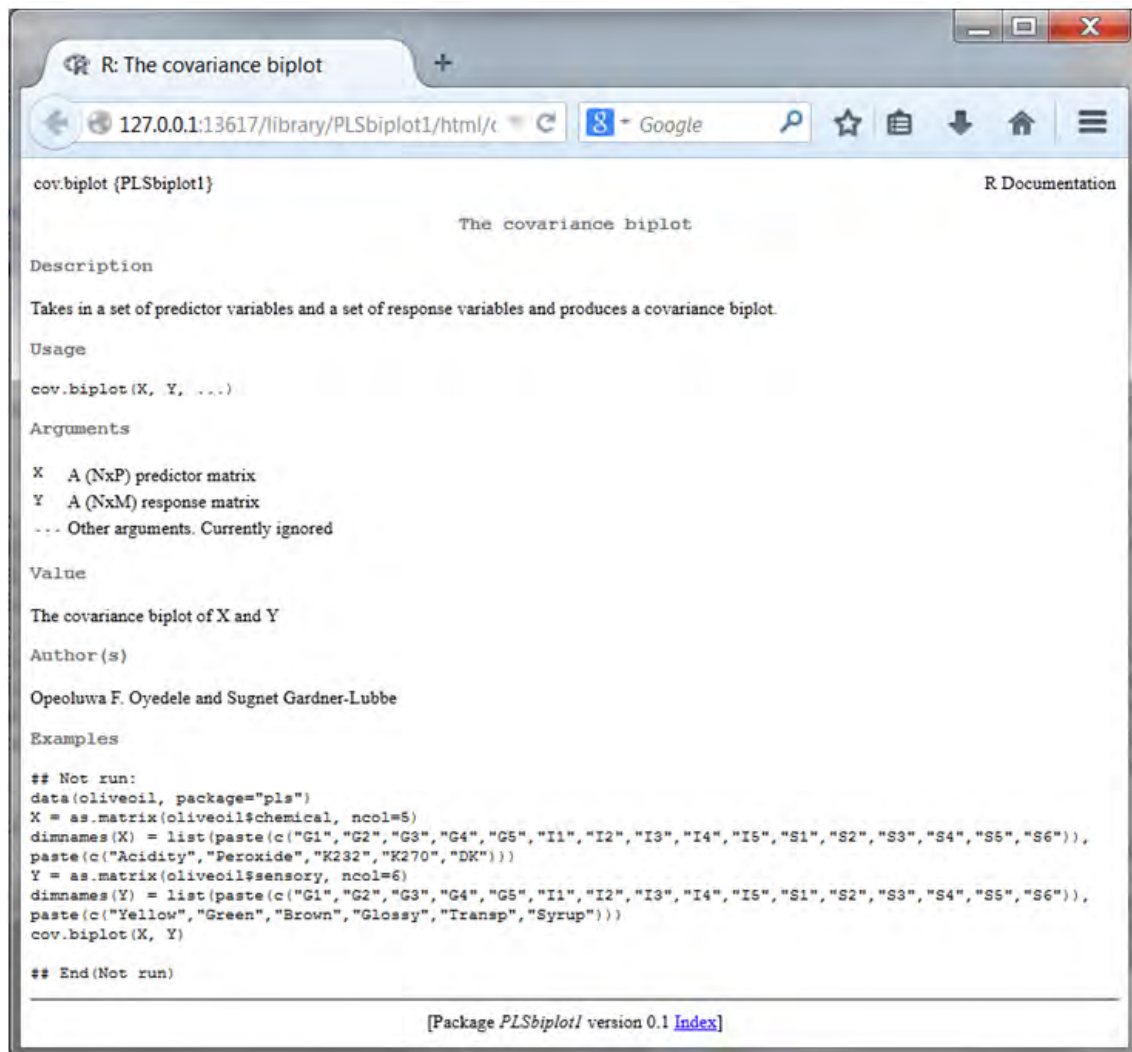 R: The covariance biplot
127.0.0.1:13617/library/PLSbiplot1/html/c
Google
cov.biplot {PLSbiplot1}
R Documentation
The covariance biplot
Description
Takes in a set of predictor variables and a set of response variables and produces a covariance biplot.
Usage
cov.biplot(X, Y, ...)
Arguments
X A (NxP) predictor matrix
Y A (NxM) response matrix
... Other arguments. Currently ignored
Value
The covariance biplot of X and Y
Author(s)
Opeoluwa F. Oyedele and Sugnet Gardner-Lubbe
Examples
## Not run:
data(oliveoil, package="pls")
X = as.matrix(oliveoil$chemical, ncol=5)
dimnames(X) = list(paste(c("G1","G2","G3","G4","G5","I1","I2","I3","I4","I5","S1","S2","S3","S4","S5","S6")),
paste(c("Acidity","Peroxide","K232","K270","DK")))
Y = as.matrix(oliveoil$sensory, ncol=6)
dimnames(Y) = list(paste(c("G1","G2","G3","G4","G5","I1","I2","I3","I4","I5","S1","S2","S3","S4","S5","S6")),
paste(c("Yellow","Green","Brown","Glossy","Transp","Syrup")))
cov.biplot(X, Y)
## End(Not run)
[Package PLSbiplot1 version 0.1 Index]